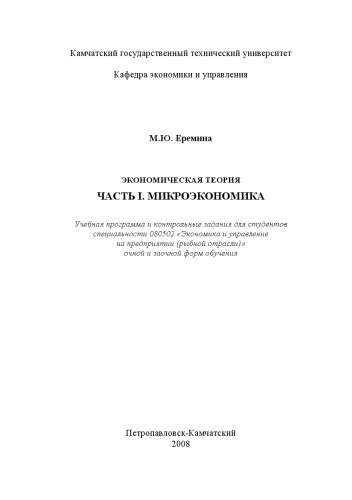 Камчатский государственный технический университет
Кафедра экономики и управления
М.Ю. Еремина
ЭКОНОМИЧЕСКАЯ ТЕОРИЯ
ЧАСТЬ I. МИКРОЭКОНОМИКА
Учебная программа и контрольные задания для студентов
специальности 080502 «Экономика и управление
на предприятии (рыбной отрасли)»
очной и заочной форм обучения
Петропавловск-Камчатский
2008